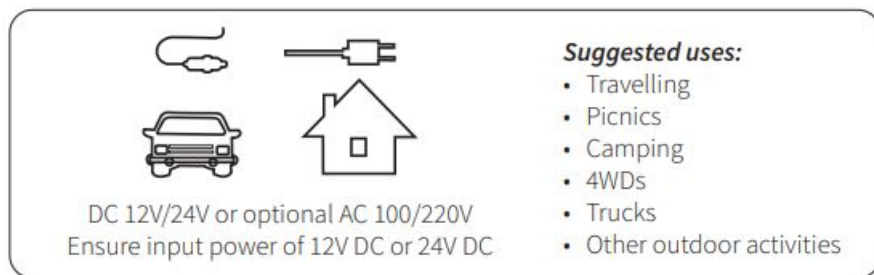 DC 12V/24V or optional AC 100/220V
Ensure input power of 12V DC or 24V DC
Suggested uses:
• Travelling
• Picnics
• Camping
• 4WDs
• Trucks
• Other outdoor activities